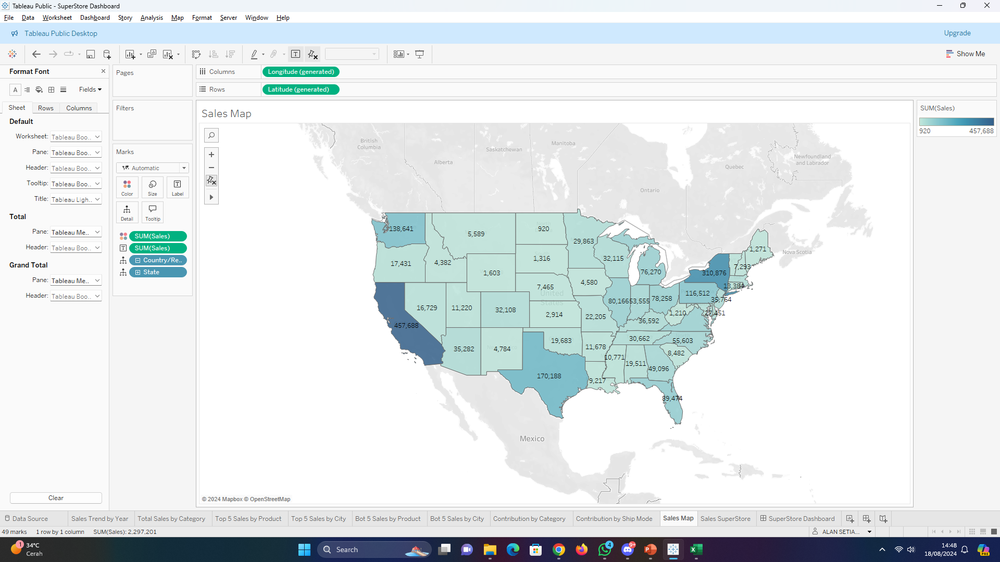 Tableau Public - SuperStore Dashboard
File Data Worksheet Dashboard Story Analysis Map Format Server Window Help
Tableau Public Desktop
Upgrade
Show Me
Format Font
Fields
Sheet Rows Columns
Default
Worksheet: Tableau Boo..
Pane: Tableau Boo..
Header: Tableau Boo..
Tooltip: Tableau Boo..
Title: Tableau Ligh..
Total
Pane: Tableau Me..
Header: Tableau Boo..
Grand Total
Pane: Tableau Me..
Header: Tableau Boo..
Clear
Pages
Filters
Marks
Automatic
Color Size Label
Detail Tooltip
SUM(Sales)
SUM(Sales)
Country/Re..
State
Columns Longitude (generated)
Rows Latitude (generated)
Sales Map
British
Columbia
Alberta
Saskatchewan
Manitoba
Ontario
Quebec
Newfoundland
and Labrador
Nova Scotia
United
States
Mexico
138,641
5,589
920
29,863
1,271
17,431
4,382
1,316
32,115
7,293
1,603
76,270
310,876
7,465
4,580
13,384
116,512
35,764
16,729
11,220
32,108
2,914
22,205
80,166
53,555
78,258
1,210
27,451
457,688
36,592
35,282
4,784
19,683
11,678
30,662
55,603
10,771
19,511
49,096
8,482
170,188
9,217
89,474
© 2024 Mapbox © OpenStreetMap
SUM(Sales)
920 457,688
Data Source Sales Trend by Year Total Sales by Category Top 5 Sales by Product Top 5 Sales by City Bot 5 Sales by Product Bot 5 Sales by City Contribution by Category Contribution by Ship Mode Sales Map Sales SuperStore SuperStore Dashboard
49 marks 1 row by 1 column SUM(Sales): 2,297,201
ALAN SETIA...
1
34°C
Cerah
Search
4
9+
14:48
18/08/2024
PRE